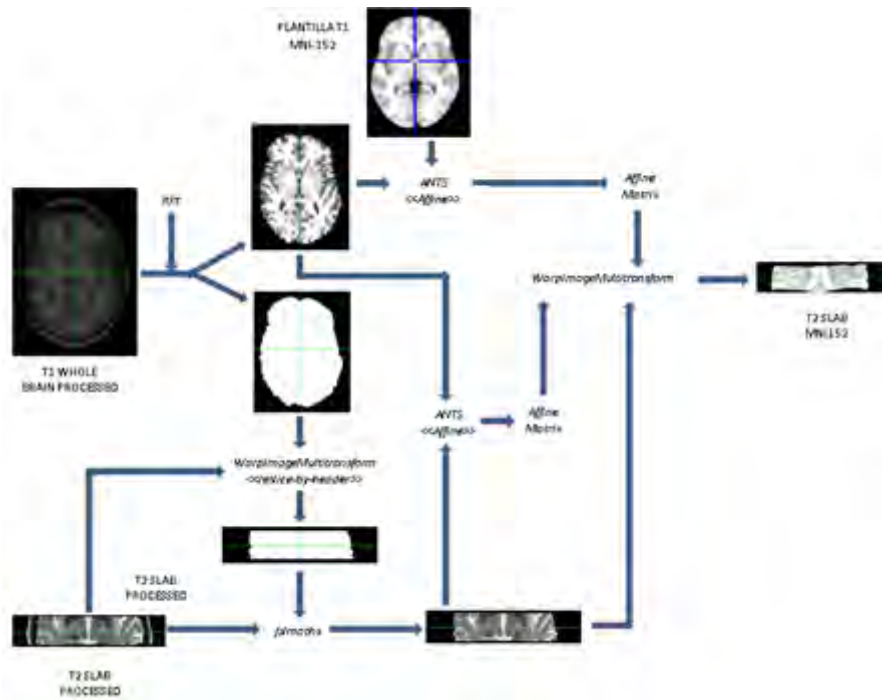 PLANTILLA T1
MNI-152
ANTS
<<Affine>>
Affine
Matrix
WarpImageMultitransform
T2 SLAB
MNI152
T1 WHOLE
BRAIN PROCESSED
ANTS
<<Affine>>
Affine
Matrix
WarpImageMultitransform
<<reslice-by-header>>
T2 SLAB
PROCESSED
fslmaths
T2 SLAB
PROCESSED